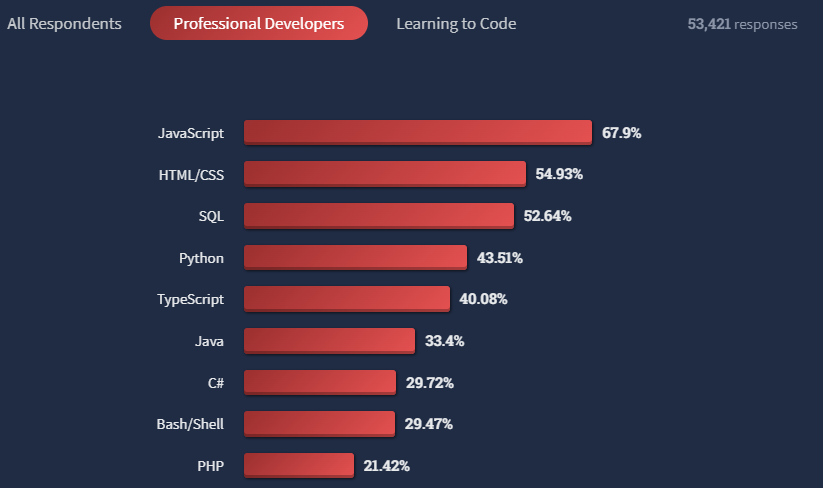 All Respondents Professional Developers Learning to Code 53,421 responses
JavaScript 67.9%
HTML/CSS 54.93%
SQL 52.64%
Python 43.51%
TypeScript 40.08%
Java 33.4%
C# 29.72%
Bash/Shell 29.47%
PHP 21.42%